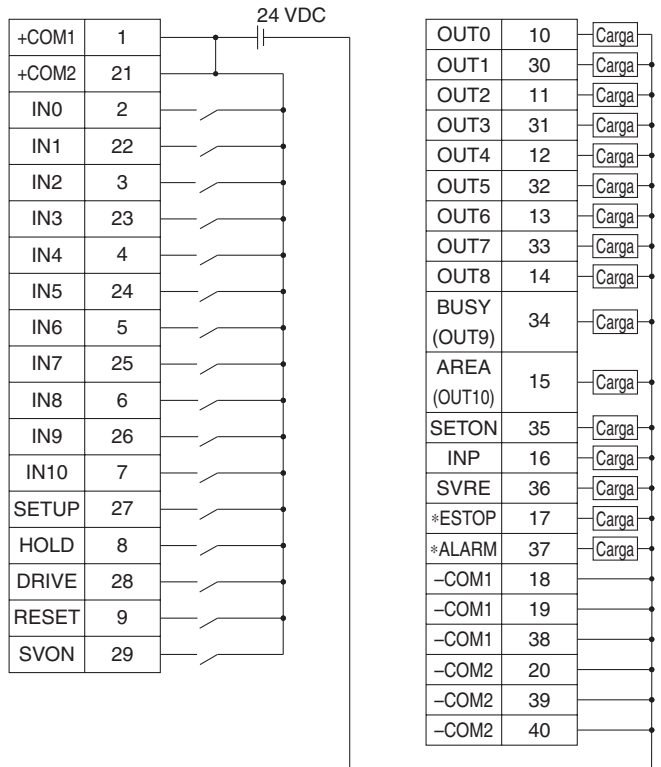 24 VDC
+COM1 1
+COM2 21
IN0 2
IN1 22
IN2 3
IN3 23
IN4 4
IN5 24
IN6 5
IN7 25
IN8 6
IN9 26
IN10 7
SETUP 27
HOLD 8
DRIVE 28
RESET 9
SVON 29
OUT0 10 Carga
OUT1 30 Carga
OUT2 11 Carga
OUT3 31 Carga
OUT4 12 Carga
OUT5 32 Carga
OUT6 13 Carga
OUT7 33 Carga
OUT8 14 Carga
BUSY
(OUT9) 34 Carga
AREA
(OUT10) 15 Carga
SETON 35 Carga
INP 16 Carga
SVRE 36 Carga
*ESTOP 17 Carga
*ALARM 37 Carga
–COM1 18
–COM1 19
–COM1 38
–COM2 20
–COM2 39
–COM2 40